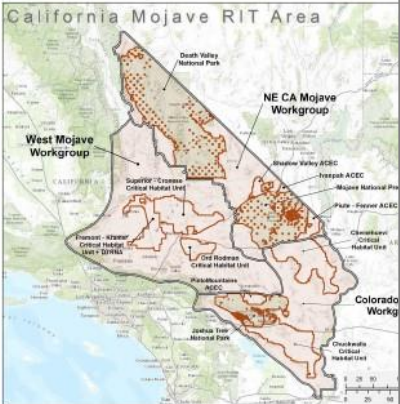 California Mojave RIT Area
Death Valley
National Park
NE CA Mojave
Workgroup
West Mojave
Workgroup
Shadow Valley ACEC
Ivanpah ACEC
Mojave National Pre
Superior - Cronese
Critical Habitat Unit
Piute - Fenner ACEC
Chemehuevi
Critical
Habitat Unit
Fremont - Kramer
Critical Habitat
Unit + DTRNA
Ord Rodman
Critical Habitat Unit
Pinto Mountains
ACEC
Colorado
Workg
Joshua Tree
National Park
Chuckwalla
Critical
Habitat Unit